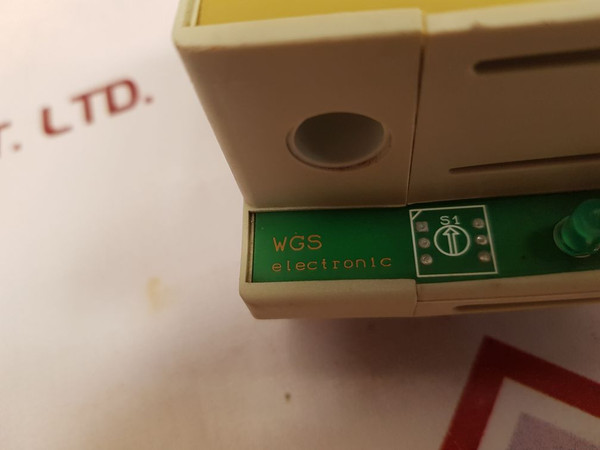 T. LTD.
WGS
electronic
S1